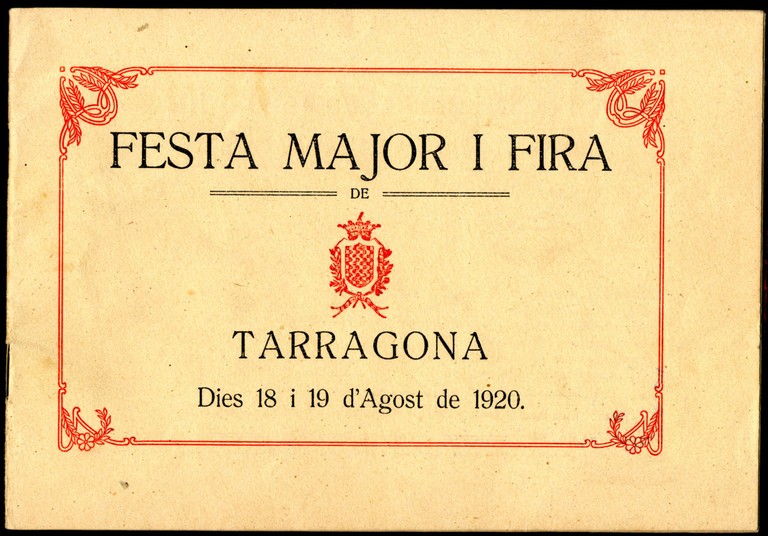 FESTA MAJOR I FIRA
DE
TARRAGONA
Dies 18 i 19 d'Agost de 1920.